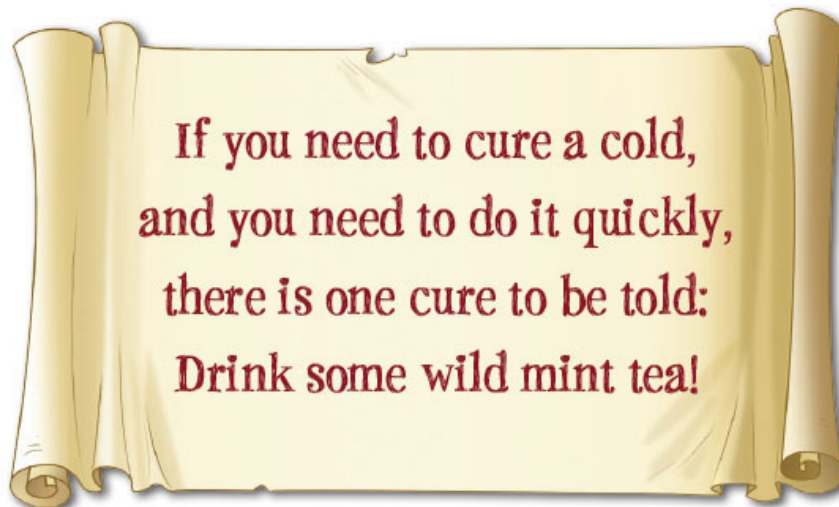 If you need to cure a cold,
and you need to do it quickly,
there is one cure to be told:
Drink some wild mint tea!